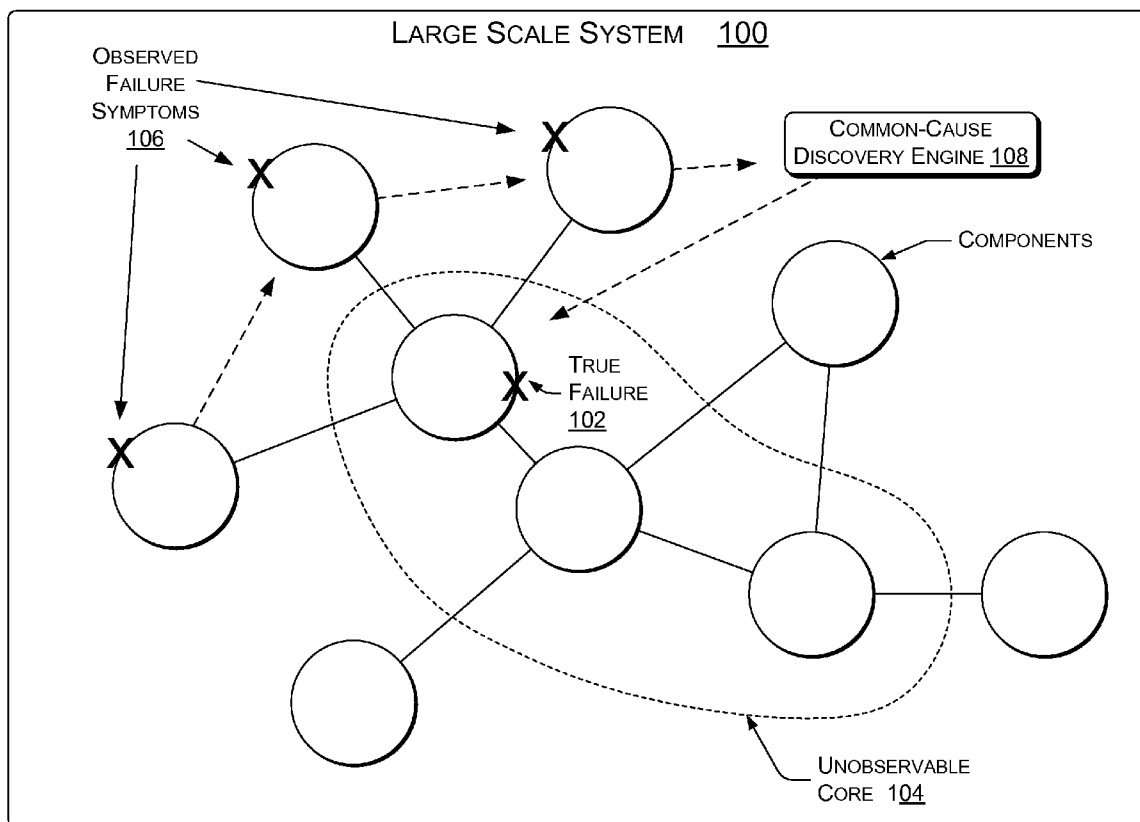 LARGE SCALE SYSTEM 100
OBSERVED
FAILURE
SYMPTOMS
106
X
X
X
COMMON-CAUSE
DISCOVERY ENGINE 108
COMPONENTS
TRUE
FAILURE
102
X
UNOBSERVABLE
CORE 104